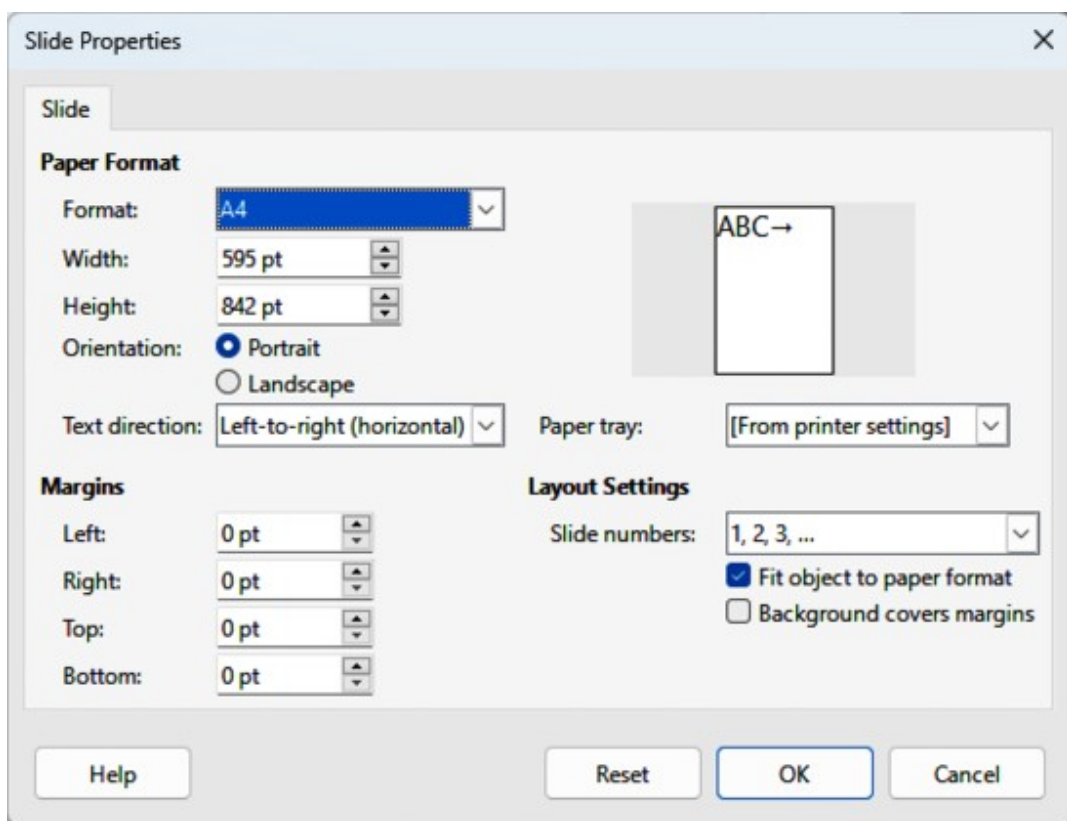 Slide Properties
Slide
Paper Format
Format: A4
ABC→
Width: 595 pt
Height: 842 pt
Orientation: Portrait
Landscape
Text direction: Left-to-right (horizontal) Paper tray: [From printer settings]
Margins Layout Settings
Left: 0 pt Slide numbers: 1, 2, 3, ...
Right: 0 pt Fit object to paper format
Top: 0 pt Background covers margins
Bottom: 0 pt
Help Reset OK Cancel